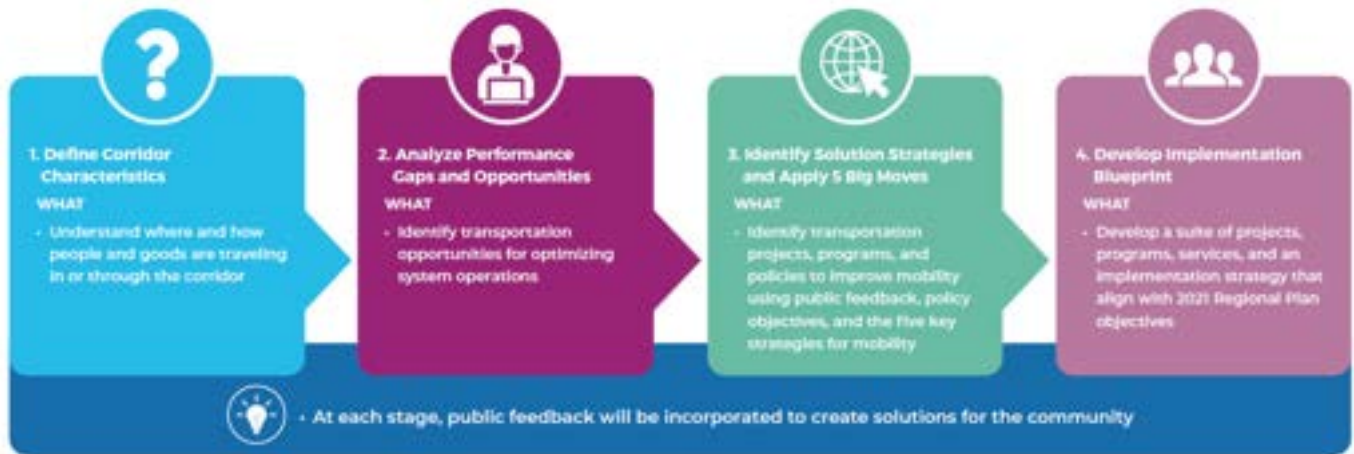 1. Define Corridor
Characteristics
WHAT
• Understand where and how
people and goods are traveling
in or through the corridor
2. Analyze Performance
Gaps and Opportunities
WHAT
• Identify transportation
opportunities for optimizing
system operations
3. Identify Solution Strategies
and Apply 5 Big Moves
WHAT
• Identify transportation
projects, programs, and
policies to improve mobility
using public feedback, policy
objectives, and the five key
strategies for mobility
4. Develop Implementation
Blueprint
WHAT
• Develop a suite of projects,
programs, services, and an
implementation strategy that
align with 2021 Regional Plan
objectives
• At each stage, public feedback will be incorporated to create solutions for the community